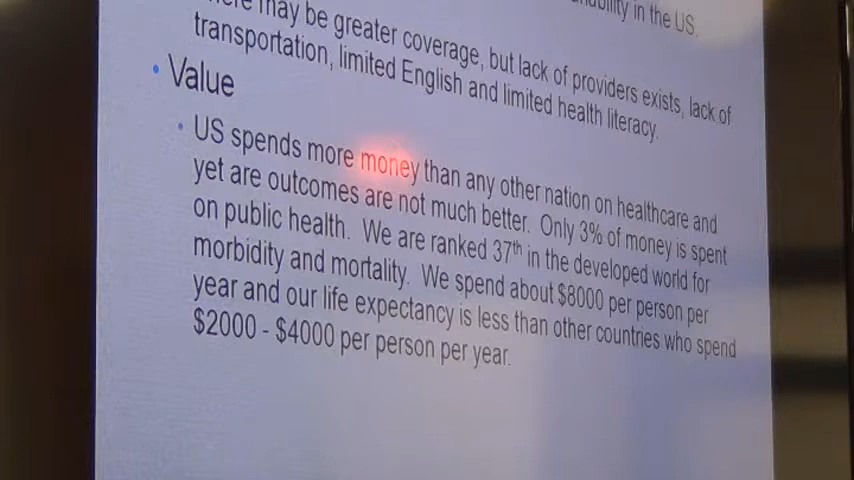 may be greater coverage, but lack of providers exists, lack of
transportation, limited English and limited health literacy.
• Value
• US spends more money than any other nation on healthcare and
yet are outcomes are not much better. Only 3% of money is spent
on public health. We are ranked 37th in the developed world for
morbidity and mortality. We spend about $8000 per person per
year and our life expectancy is less than other countries who spend
$2000 - $4000 per person per year.